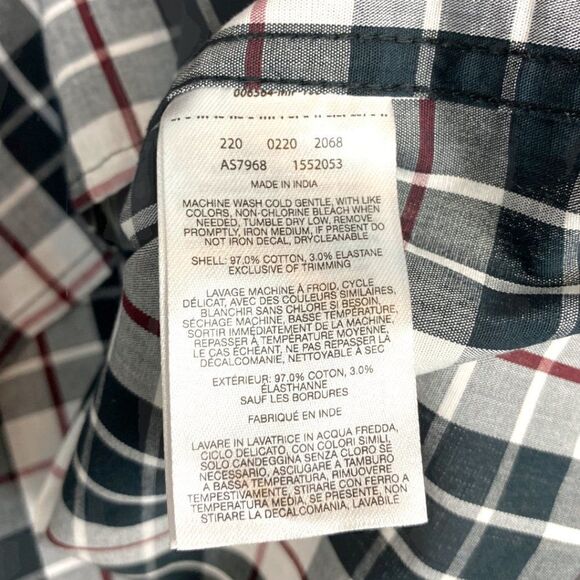 220 0220 2068
AS7968 1552053
MADE IN INDIA
MACHINE WASH COLD GENTLE, WITH LIKE
COLORS, NON-CHLORINE BLEACH WHEN
NEEDED, TUMBLE DRY LOW, REMOVE
PROMPTLY, IRON MEDIUM, IF PRESENT DO
NOT IRON DECAL, DRYCLEANABLE
SHELL: 97.0% COTTON, 3.0% ELASTANE
EXCLUSIVE OF TRIMMING
LAVAGE MACHINE À FROID, CYCLE
DÉLICAT, AVEC DES COULEURS SIMILAIRES,
BLANCHIR SANS CHLORE SI BESOIN,
SÉCHAGE MACHINE, BASSE TEMPÉRATURE,
SORTIR IMMÉDIATEMENT DE LA MACHINE,
REPASSER À TEMPÉRATURE MOYENNE,
LE CAS ÉCHÉANT, NE PAS REPASSER LA
DÉCALCOMANIE, NETTOYABLE À SEC
EXTÉRIEUR: 97.0% COTON, 3.0%
ÉLASTHANNE
SAUF LES BORDURES
FABRIQUÉ EN INDE
LAVARE IN LAVATRICE IN ACQUA FREDDA,
CICLO DELICATO, CON COLORI SIMILI,
SOLO CANDEGGINA SENZA CLORO SE
NECESSARIO, ASCIUGARE A TAMBURO
A BASSA TEMPERATURA, RIMUOVERE
TEMPESTIVAMENTE, STIRARE CON FERRO A
TEMPERATURA MEDIA, SE PRESENTE, NON
STIRARE LA DECALCOMANIA, LAVABILE